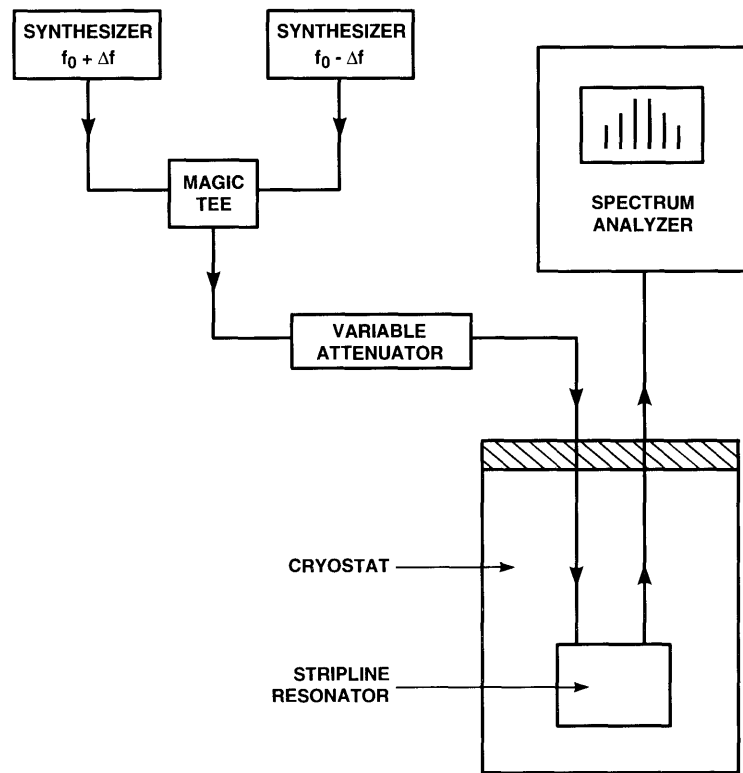 SYNTHESIZER
f₀ + Δf
SYNTHESIZER
f₀ - Δf
MAGIC
TEE
SPECTRUM
ANALYZER
VARIABLE
ATTENUATOR
CRYOSTAT
STRIPLINE
RESONATOR